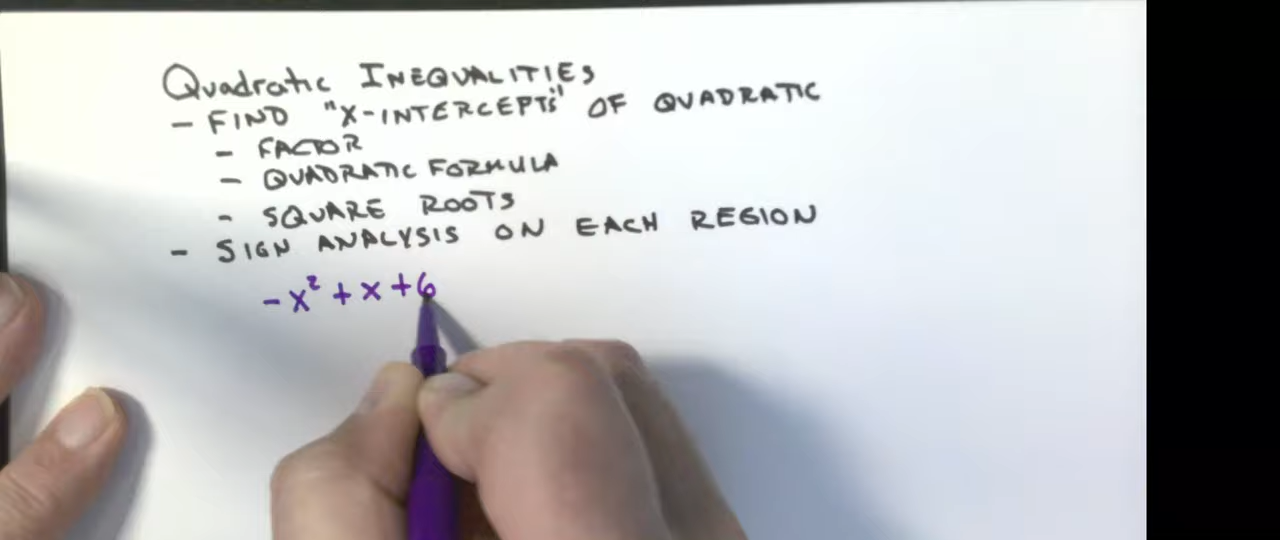 Quadratic INEQUALITIES
- FIND "X-INTERCEPTS" OF QUADRATIC
- FACTOR
- QUADRATIC FORMULA
- SQUARE ROOTS
- SIGN ANALYSIS ON EACH REGION
-x² + x + 6